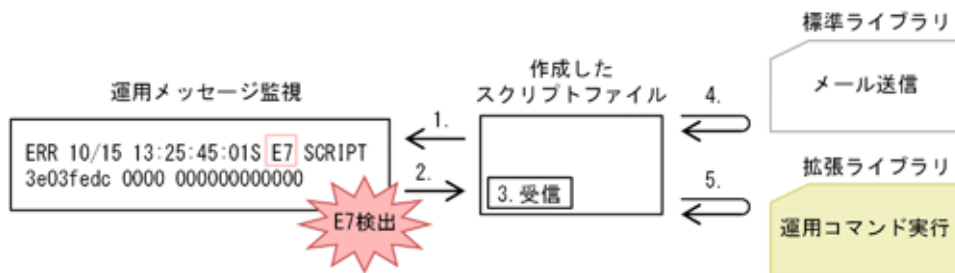 標準ライブラリ
作成した
スクリプトファイル
4.
メール送信
運用メッセージ監視
1.
ERR 10/15 13:25:45:01S E7 SCRIPT
3e03fedc 0000 000000000000
2.
3.受信
5.
拡張ライブラリ
E7検出
運用コマンド実行